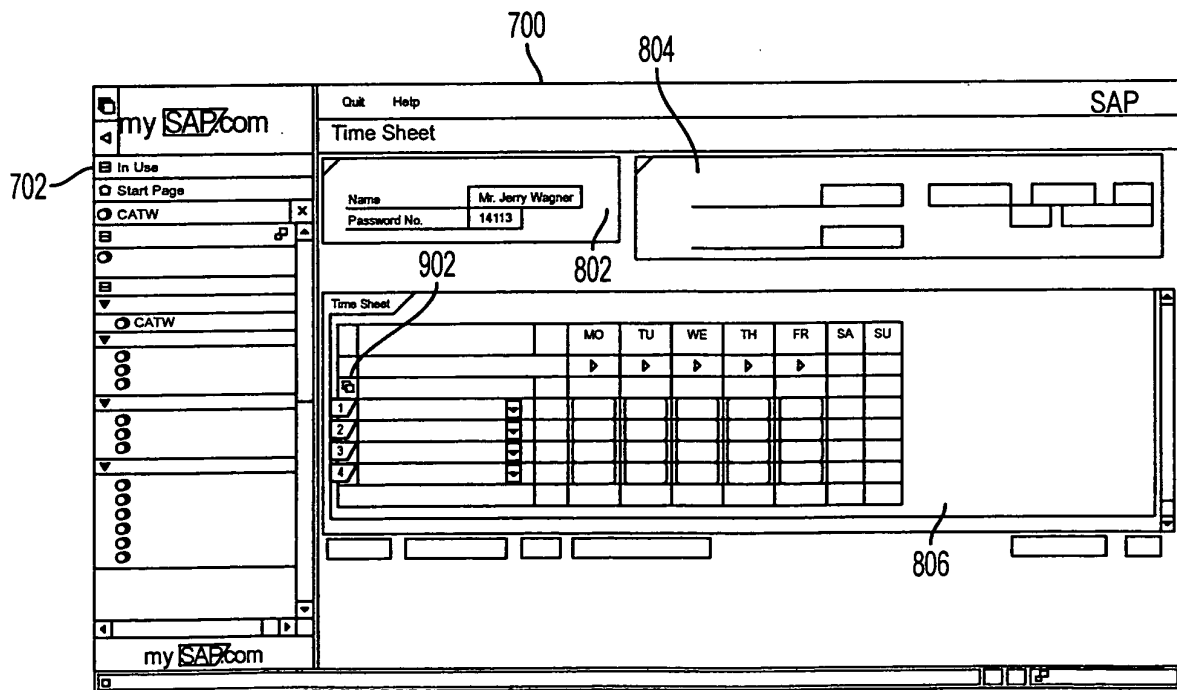 700
804
my SAP.com
Quit Help
SAP
Time Sheet
702
In Use
Start Page
CATW
Name Mr. Jerry Wagner
Password No. 14113
802
902
Time Sheet
CATW
MO TU WE TH FR SA SU
1
2
3
4
806
my SAP.com